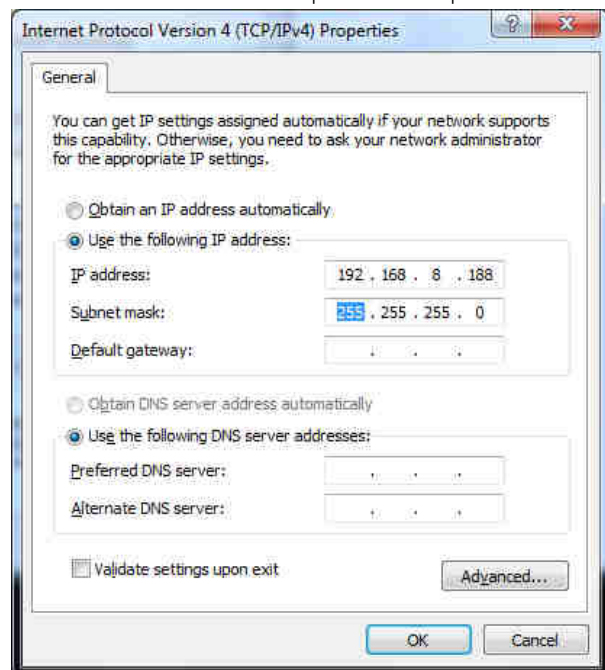 Internet Protocol Version 4 (TCP/IPv4) Properties
General
You can get IP settings assigned automatically if your network supports
this capability. Otherwise, you need to ask your network administrator
for the appropriate IP settings.
Obtain an IP address automatically
Use the following IP address:
IP address: 192 . 168 . 8 . 188
Subnet mask: 255 . 255 . 255 . 0
Default gateway: . . .
Obtain DNS server address automatically
Use the following DNS server addresses:
Preferred DNS server: . . .
Alternate DNS server: . . .
Validate settings upon exit
Advanced...
OK Cancel